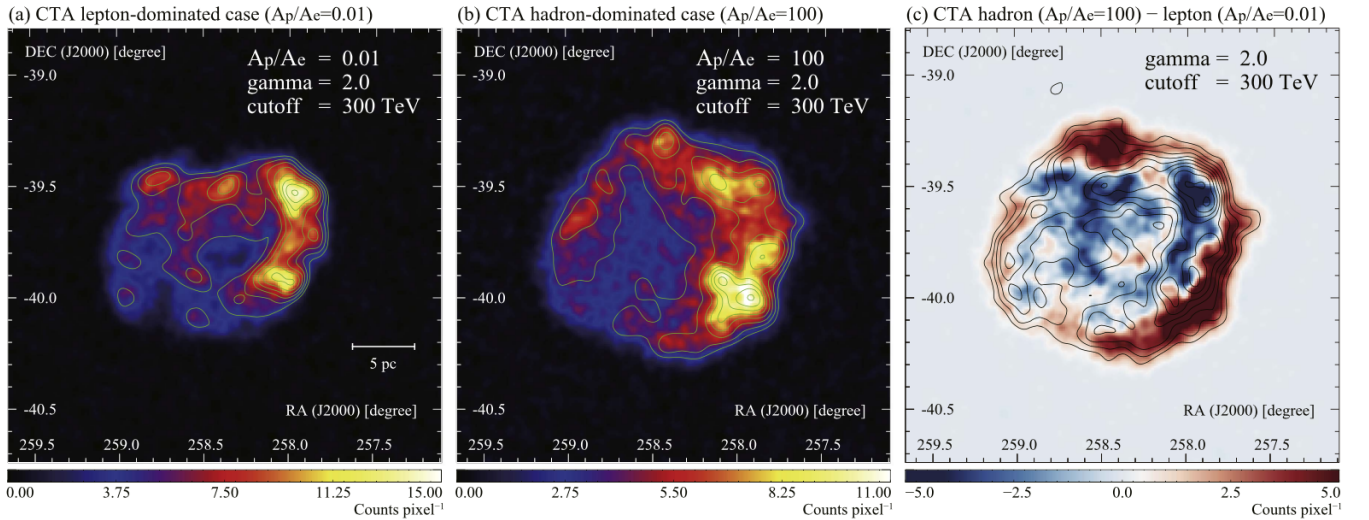 (a) CTA lepton-dominated case (Ap/Ae=0.01)
DEC (J2000) [degree]
Ap/Ae = 0.01
gamma = 2.0
cutoff = 300 TeV
-39.0
-39.5
-40.0
-40.5
5 pc
RA (J2000) [degree]
259.5 259.0 258.5 258.0 257.5
0.00 3.75 7.50 11.25 15.00
Counts pixel⁻¹
(b) CTA hadron-dominated case (Ap/Ae=100)
DEC (J2000) [degree]
Ap/Ae = 100
gamma = 2.0
cutoff = 300 TeV
-39.0
-39.5
-40.0
-40.5
RA (J2000) [degree]
259.5 259.0 258.5 258.0 257.5
0.00 2.75 5.50 8.25 11.00
Counts pixel⁻¹
(c) CTA hadron (Ap/Ae=100) − lepton (Ap/Ae=0.01)
DEC (J2000) [degree]
gamma = 2.0
cutoff = 300 TeV
-39.0
-39.5
-40.0
-40.5
RA (J2000) [degree]
259.5 259.0 258.5 258.0 257.5
−5.0 −2.5 0.0 2.5 5.0
Counts pixel⁻¹